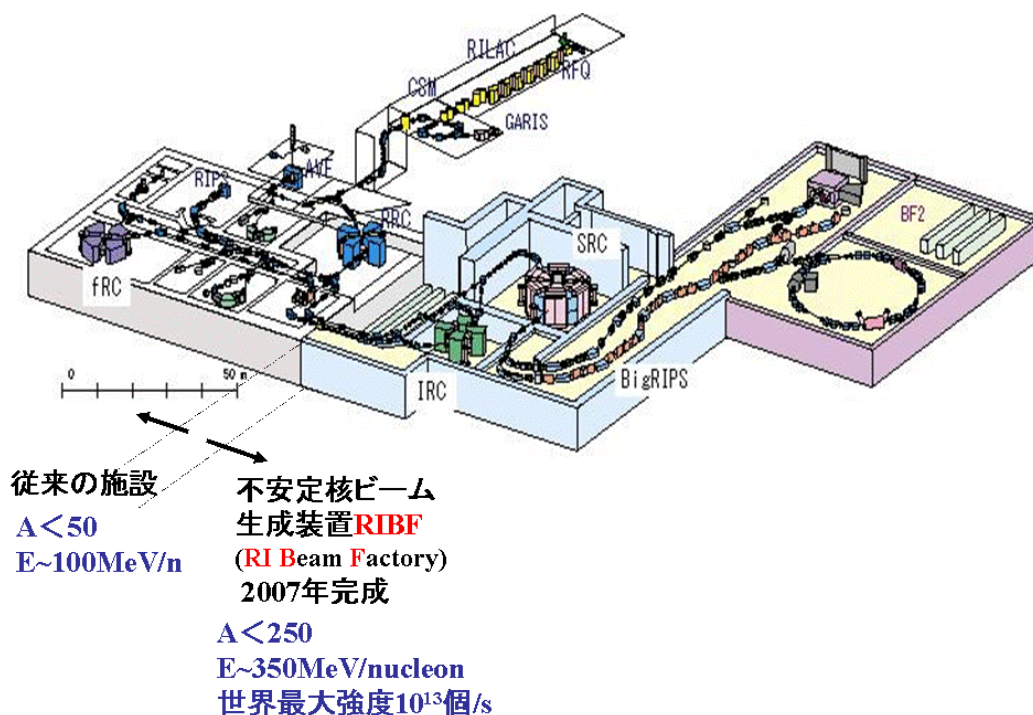 RILAC
RFQ
CSM
GARIS
RIPS
AVF
RRC
fRC
SRC
BF2
IRC
BigRIPS
0 50 m
従来の施設
A<50
E~100MeV/n
不安定核ビーム
生成装置RIBF
(RI Beam Factory)
2007年完成
A<250
E~350MeV/nucleon
世界最大強度10¹³個/s